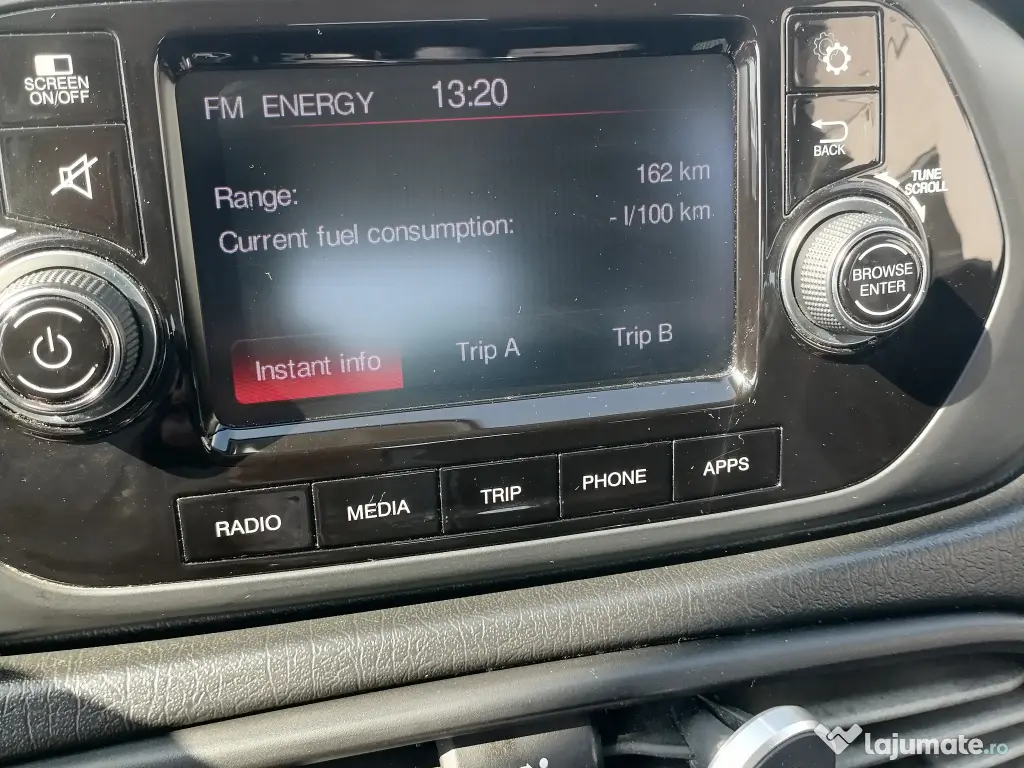 SCREEN
ON/OFF
FM ENERGY 13:20
Range: 162 km
Current fuel consumption: - l/100 km
Instant info Trip A Trip B
BACK
TUNE
SCROLL
BROWSE
ENTER
RADIO MEDIA TRIP PHONE APPS
lajumate.ro